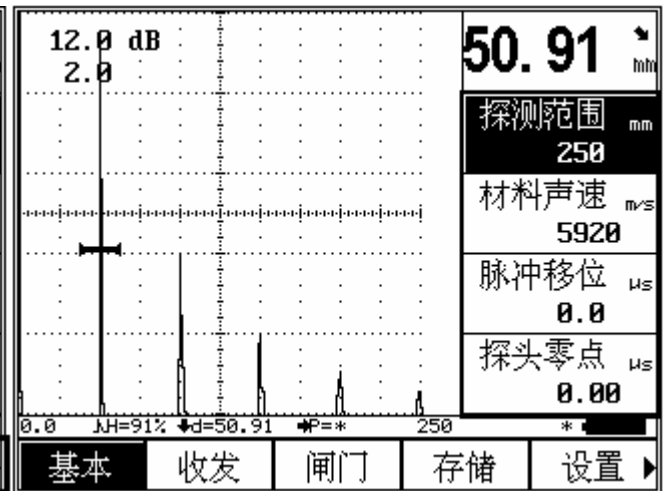 12.0 dB
2.0
50.91 mm
探测范围 mm
250
材料声速 m/s
5920
脉冲移位 μs
0.0
探头零点 μs
0.00
0.0 H=91% d=50.91 P=* 250 *
基本 收发 闸门 存储 设置